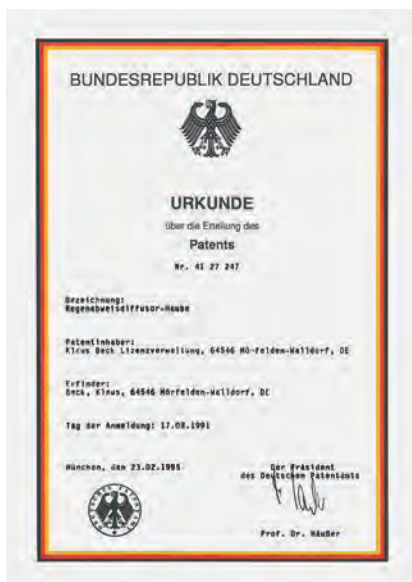 BUNDESREPUBLIK DEUTSCHLAND
URKUNDE
über die Erteilung des
Patents
Nr. 41 27 247
Bezeichnung:
Regenabweisdiffusor-Haube
Patentinhaber:
Klaus Beck Lizenzverwaltung, 64546 Mö-felden-Walldorf, DE
Erfinder:
Beck, Klaus, 64546 Mörfelden-Walldorf, DE
Tag der Anmeldung: 17.08.1991
München, den 23.02.1995
Der Präsident
des Deutschen Patentamts
Prof. Dr. Häußer